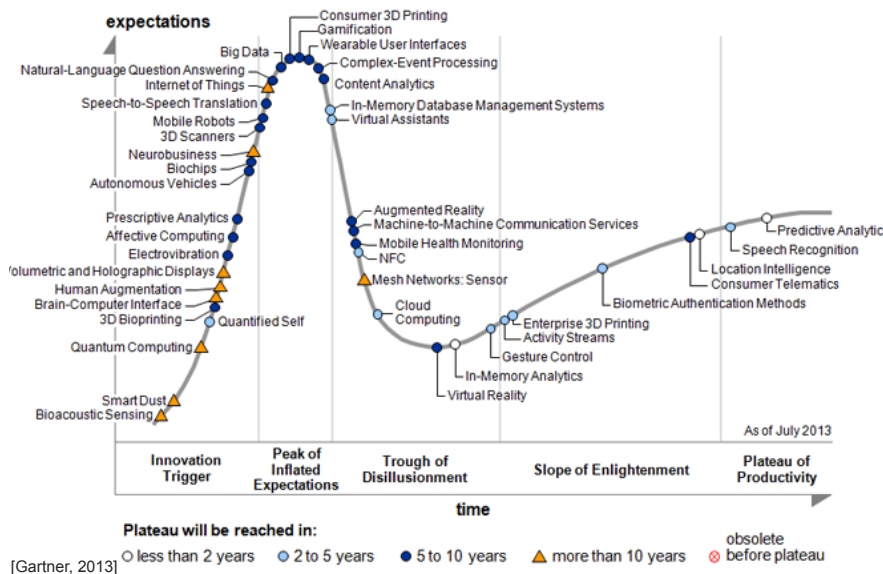 expectations
Consumer 3D Printing
Gamification
Wearable User Interfaces
Big Data
Complex-Event Processing
Natural-Language Question Answering
Content Analytics
Internet of Things
Speech-to-Speech Translation
In-Memory Database Management Systems
Mobile Robots
Virtual Assistants
3D Scanners
Neurobusiness
Biochips
Autonomous Vehicles
Augmented Reality
Prescriptive Analytics
Machine-to-Machine Communication Services
Affective Computing
Mobile Health Monitoring
Electrovibration
NFC
Volumetric and Holographic Displays
Mesh Networks: Sensor
Human Augmentation
Brain-Computer Interface
3D Bioprinting
Quantified Self
Cloud
Computing
Quantum Computing
Smart Dust
Bioacoustic Sensing
Predictive Analytic
Speech Recognition
Location Intelligence
Consumer Telematics
Biometric Authentication Methods
Enterprise 3D Printing
Activity Streams
Gesture Control
In-Memory Analytics
Virtual Reality
As of July 2013
Innovation
Trigger
Peak of
Inflated
Expectations
Trough of
Disillusionment
Slope of Enlightenment
Plateau of
Productivity
time
Plateau will be reached in:
less than 2 years
2 to 5 years
5 to 10 years
more than 10 years
obsolete
before plateau
[Gartner, 2013]